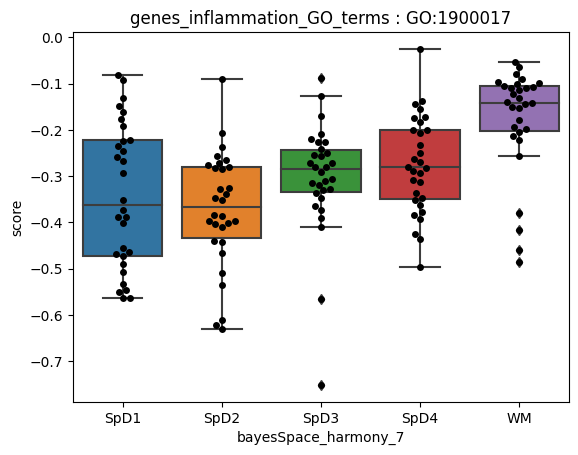 genes_inflammation_GO_terms : GO:1900017
0.0
−0.1
−0.2
−0.3
−0.4
−0.5
−0.6
−0.7
score
SpD1 SpD2 SpD3 SpD4 WM
bayesSpace_harmony_7